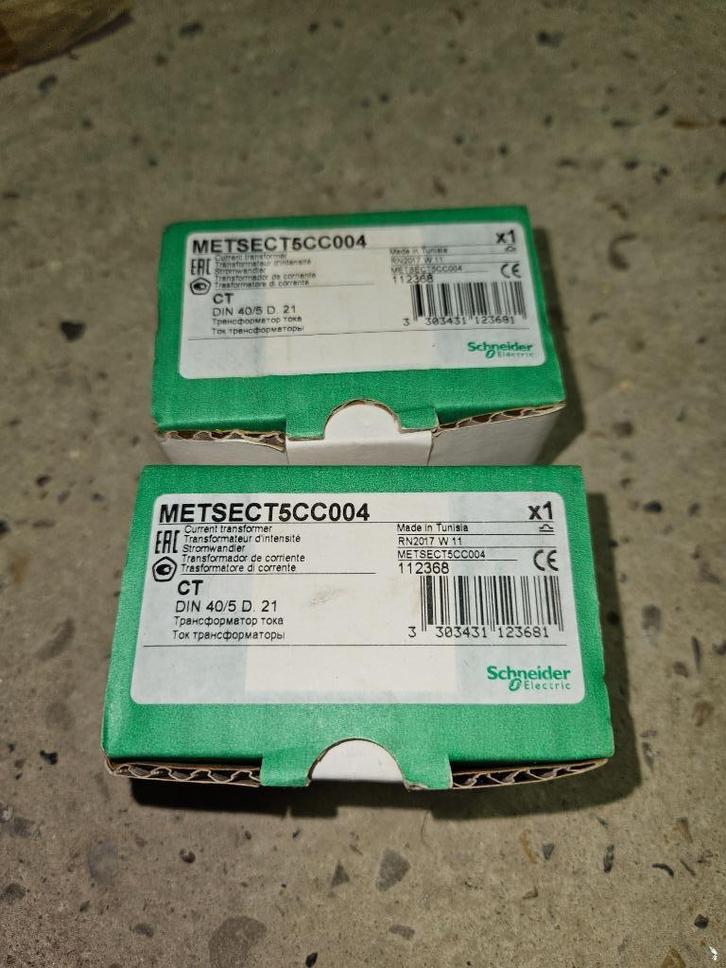 METSECT5CC004
x1
EAC
Current transformer
Transformateur d'intensité
Stromwandler
Transformador de corriente
Trasformatore di corrente
Made in Tunisia
RN2017 W 11
METSECT5CC004
CE
112368
CT
DIN 40/5 D. 21
Трансформатор тока
Ток трансформаторы
3 303431 123681
Schneider
Electric
METSECT5CC004
x1
EAC
Current transformer
Transformateur d'intensité
Stromwandler
Transformador de corriente
Trasformatore di corrente
Made in Tunisia
RN2017 W 11
METSECT5CC004
CE
112368
CT
DIN 40/5 D. 21
Трансформатор тока
Ток трансформаторы
3 303431 123681
Schneider
Electric